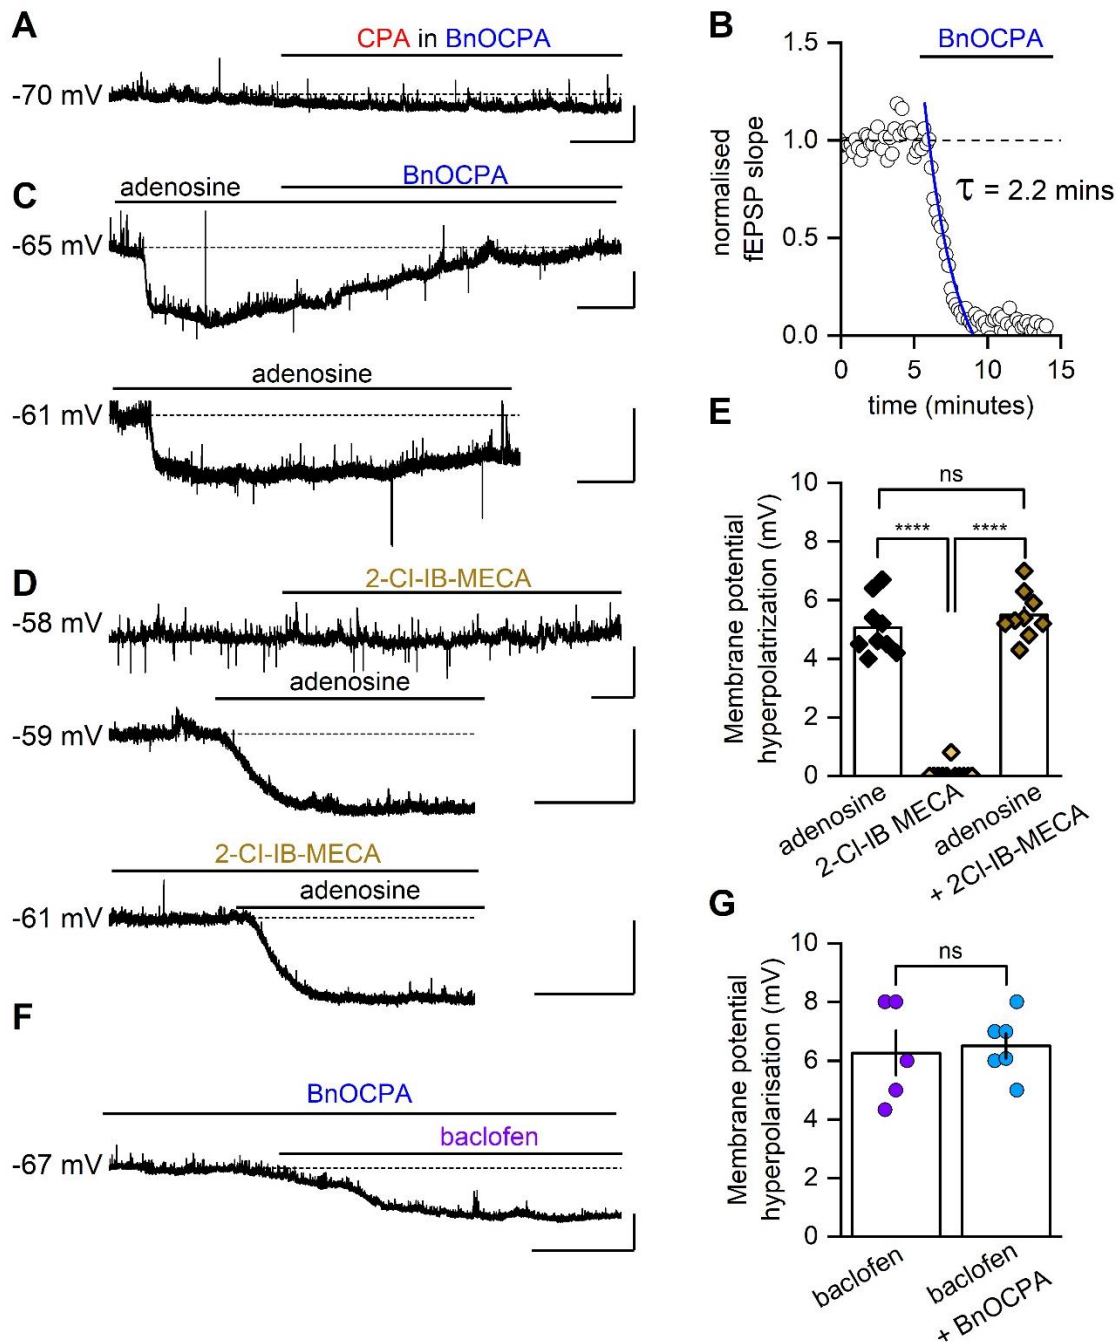 A
CPA in BnOCPA
-70 mV
B
BnOCPA
1.5
1.0
0.5
0.0
normalised
fEPSP slope
τ = 2.2 mins
0
5
10
15
time (minutes)
C
adenosine
BnOCPA
-65 mV
adenosine
-61 mV
D
2-Cl-IB-MECA
-58 mV
adenosine
-59 mV
2-Cl-IB-MECA
adenosine
-61 mV
E
Membrane potential
hyperpolatrization (mV)
10
8
6
4
2
0
ns
****
****
adenosine
2-Cl-IB MECA
adenosine
+ 2Cl-IB-MECA
F
BnOCPA
baclofen
-67 mV
G
Membrane potential
hyperpolarisation (mV)
10
8
6
4
2
0
ns
baclofen
baclofen
+ BnOCPA